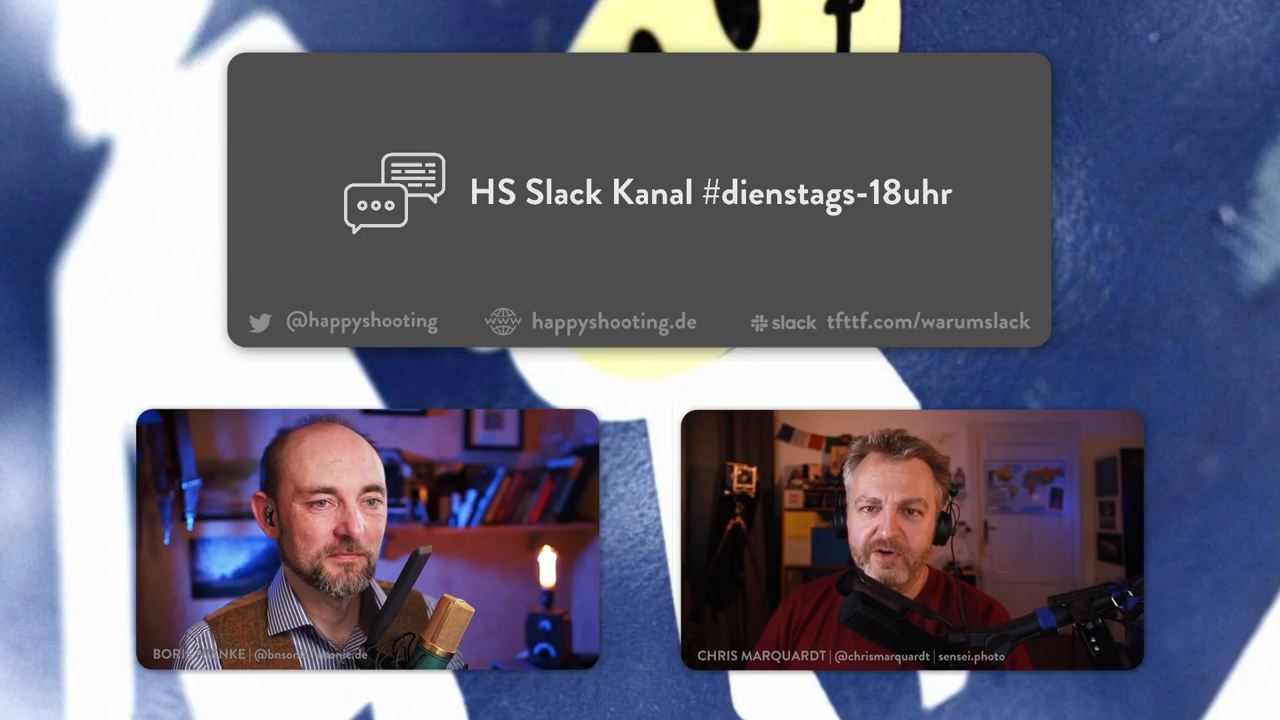 HS Slack Kanal #dienstags-18uhr
@happyshooting
happyshooting.de
slack tfttf.com/warumslack
CHRIS MARQUARDT | @chrismarquardt | sensei.photo